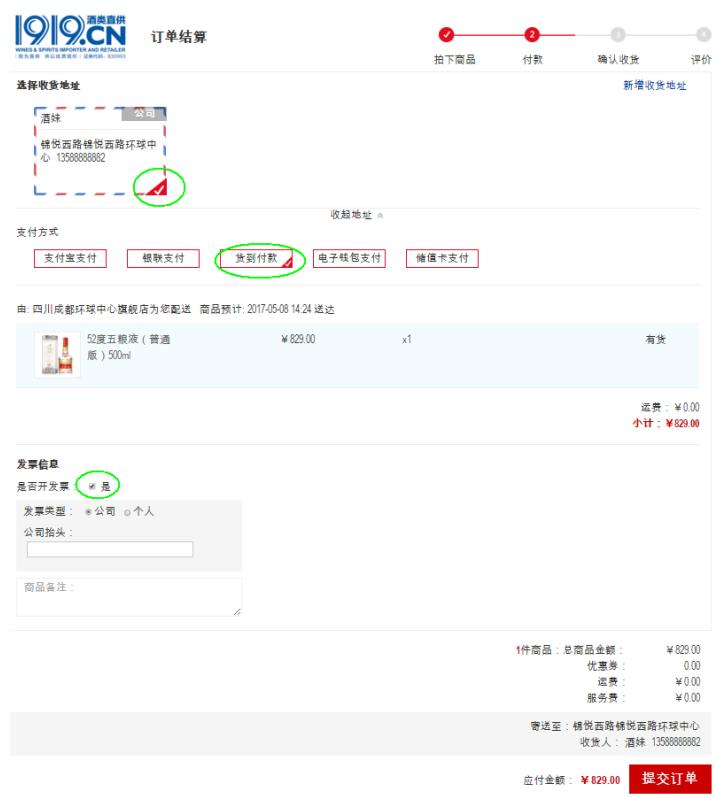 1919.CN 酒类直供
WINES & SPIRITS IMPORTER AND RETAILER
订单结算
1 2 3 4
拍下商品 付款 确认收货 评价
选择收货地址 新增收货地址
酒妹 公司
锦悦西路锦悦西路环球中
心 13588888882
收起地址
支付方式
支付宝支付 银联支付 货到付款 电子钱包支付 储值卡支付
由: 四川成都环球中心旗舰店为您配送 商品预计: 2017-05-08 14:24 送达
52度五粮液（普通 ￥829.00 x1 有货
版）500ml
运费：￥0.00
小计：￥829.00
发票信息
是否开发票： 是
发票类型： 公司 个人
公司抬头：
商品备注：
1件商品：总商品金额： ￥829.00
优惠券： 0.00
运费： ￥0.00
服务费： ￥0.00
寄送至：锦悦西路锦悦西路环球中心
收货人： 酒妹 13588888882
应付金额： ￥829.00 提交订单